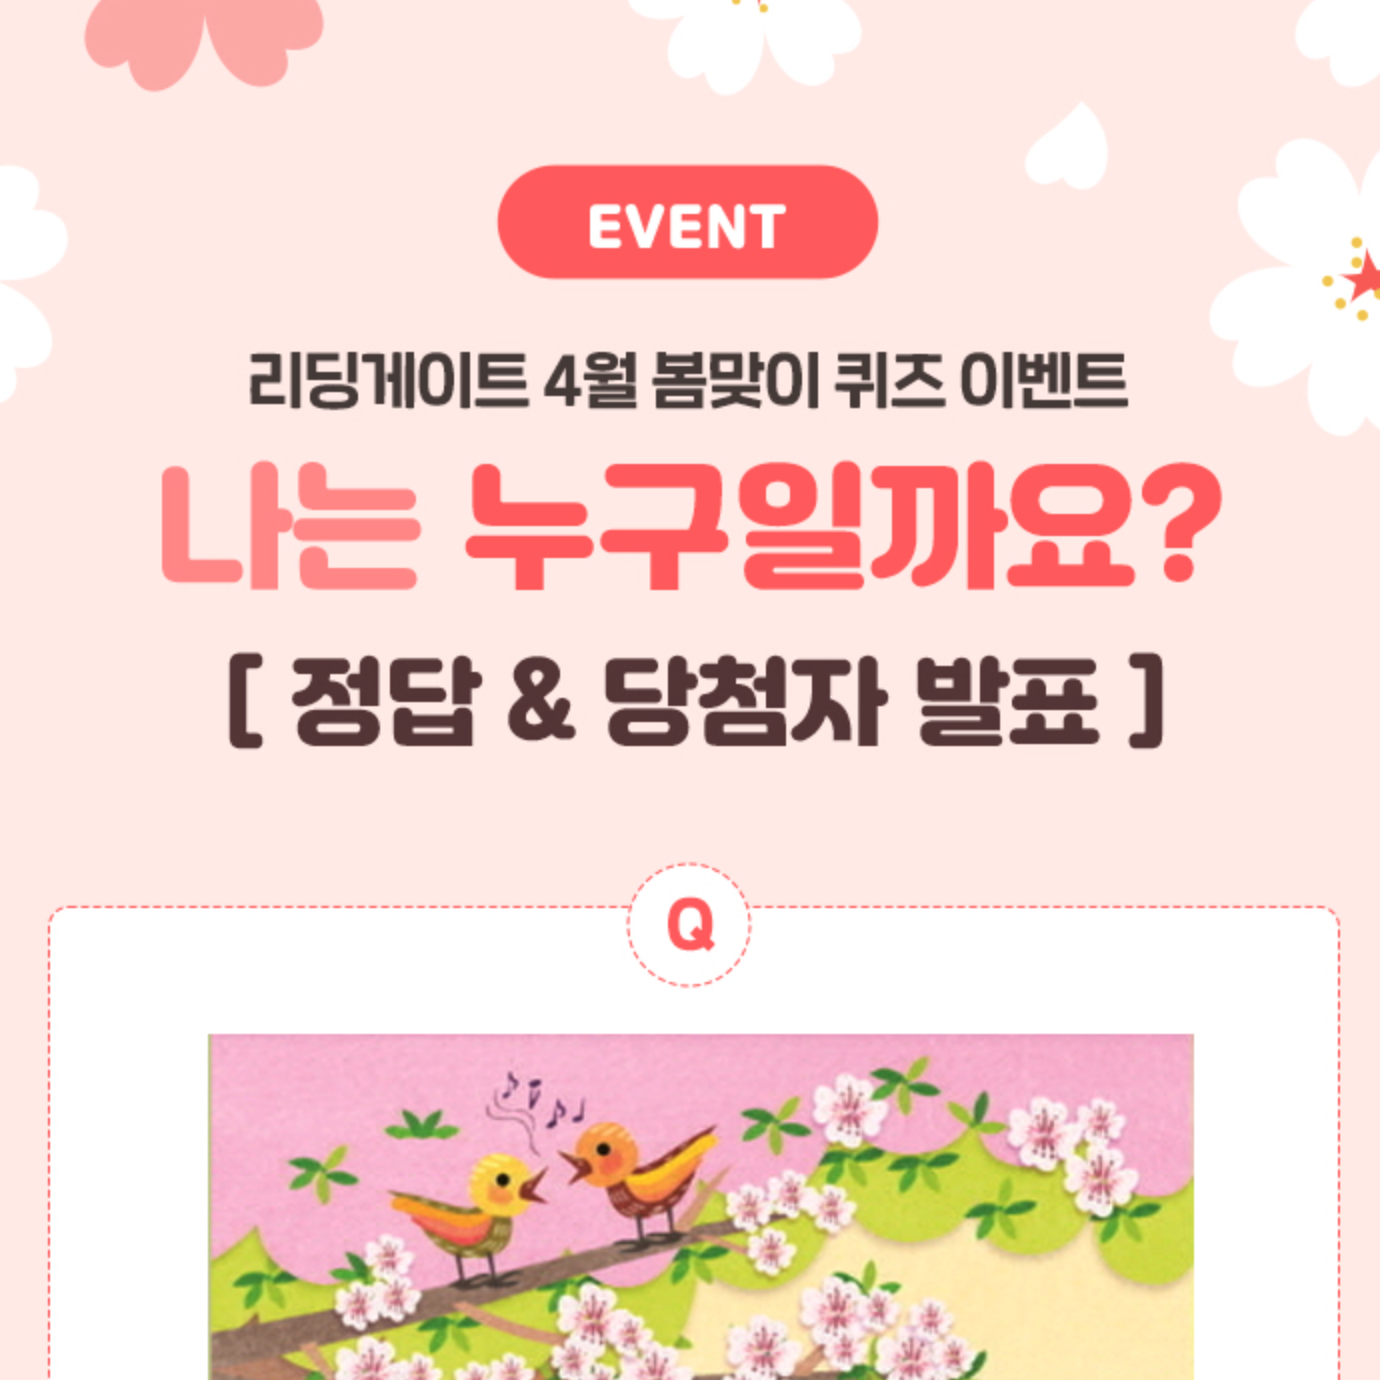 EVENT
리딩게이트 4월 봄맞이 퀴즈 이벤트
나는 누구일까요?
[ 정답 & 당첨자 발표 ]
Q